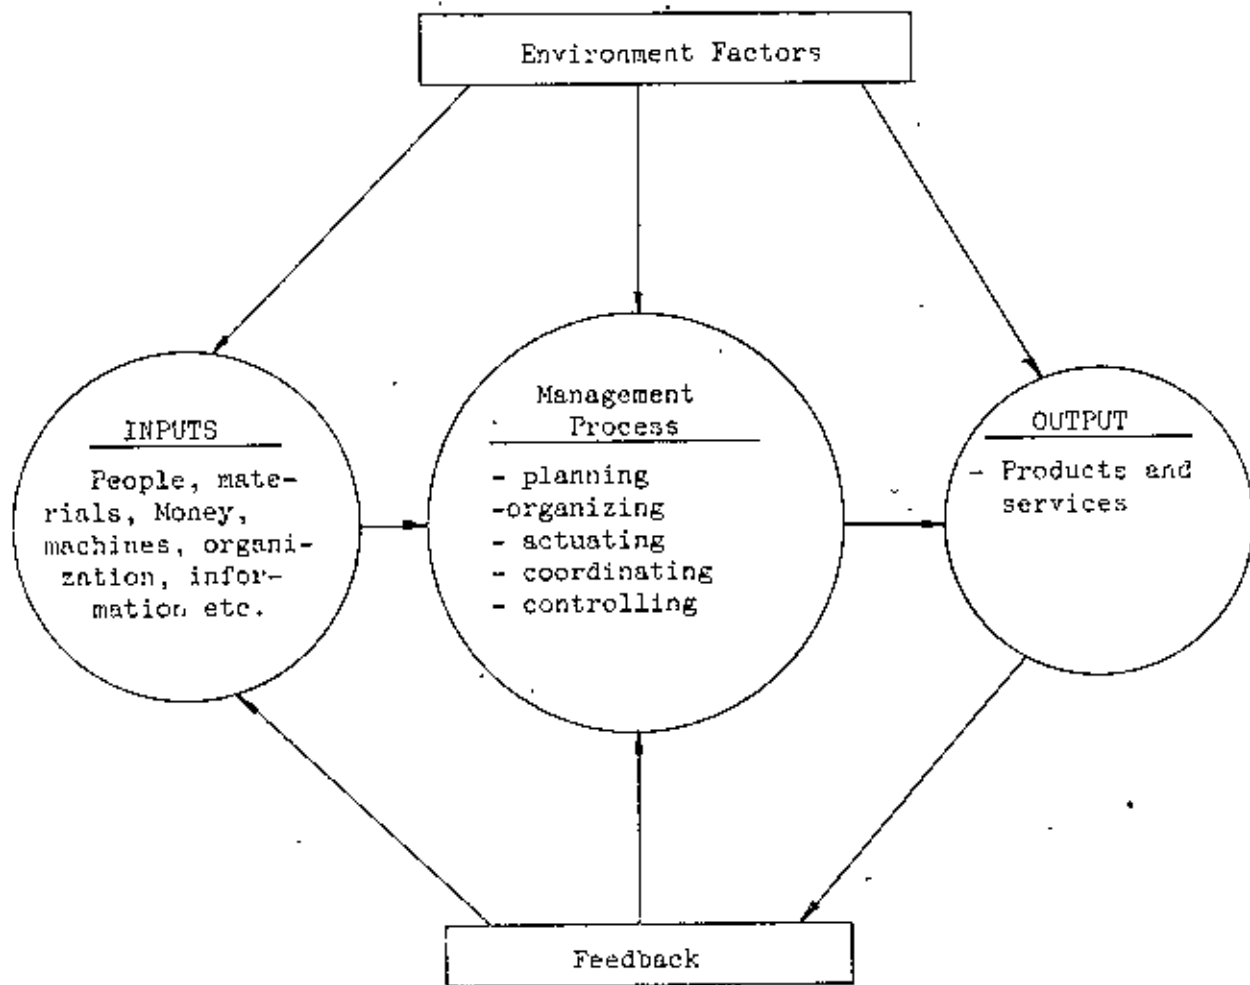 Environment Factors
INPUTS
People, mate-
rials, Money,
machines, organi-
zation, infor-
mation etc.
Management
Process
- planning
-organizing
- actuating
- coordinating
- controlling
OUTPUT
- Products and
services
Feedback